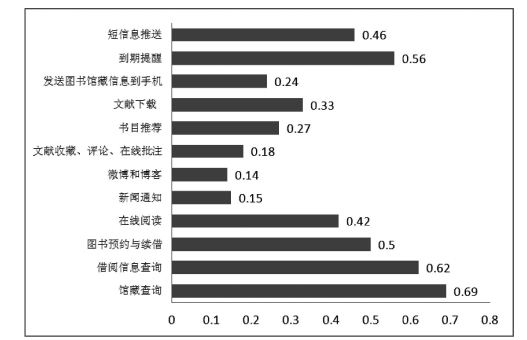 短信息推送 0.46
到期提醒 0.56
发送图书馆藏信息到手机 0.24
文献下载 0.33
书目推荐 0.27
文献收藏、评论、在线批注 0.18
微博和博客 0.14
新闻通知 0.15
在线阅读 0.42
图书预约与续借 0.5
借阅信息查询 0.62
馆藏查询 0.69
0 0.1 0.2 0.3 0.4 0.5 0.6 0.7 0.8